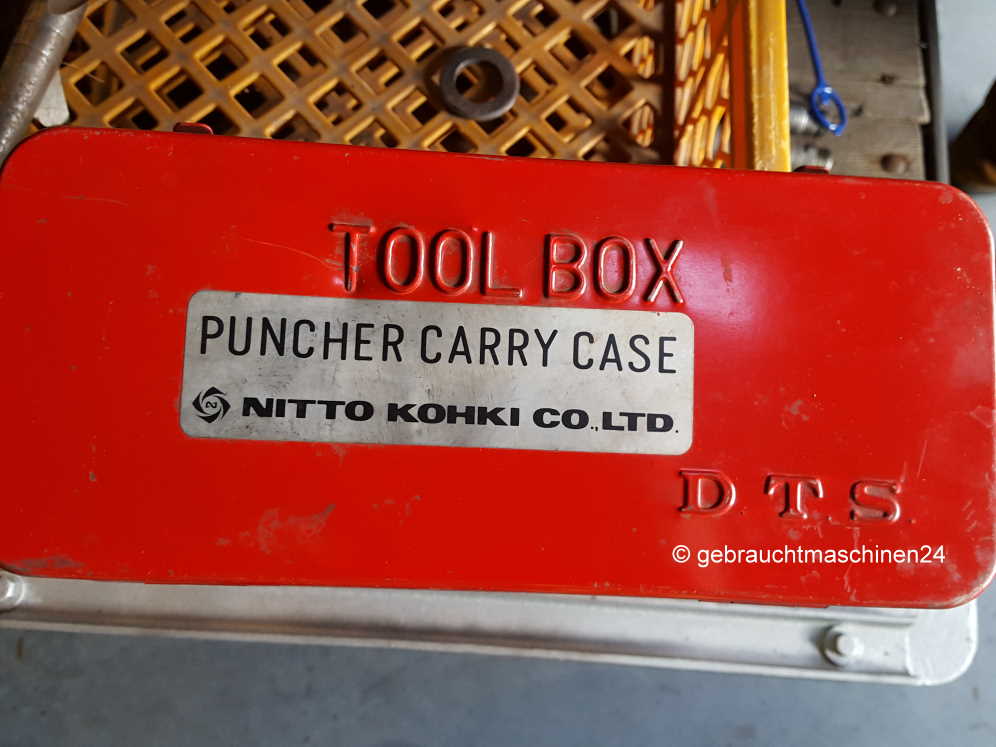 TOOL BOX
PUNCHER CARRY CASE
NITTO KOHKI CO.,LTD.
D.T.S.
© gebrauchtmaschinen24